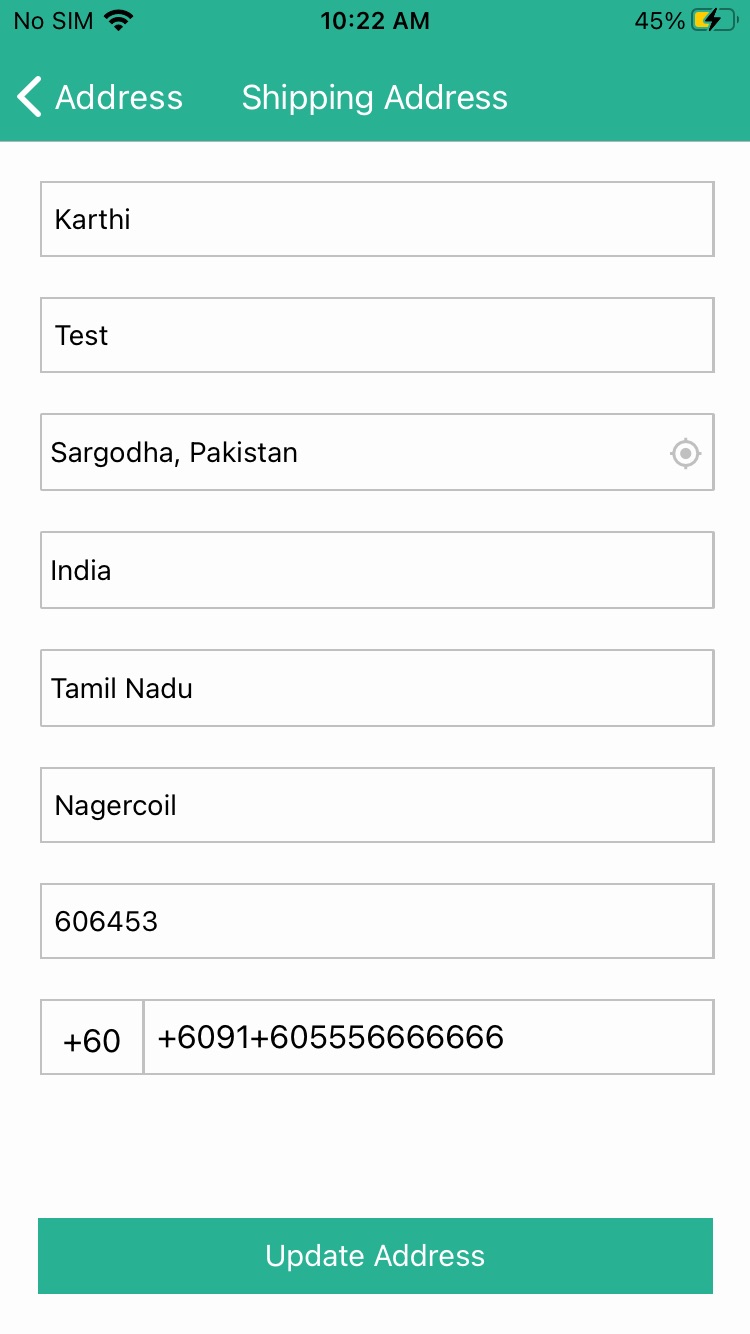 No SIM 10:22 AM 45%
Address Shipping Address
Karthi
Test
Sargodha, Pakistan
India
Tamil Nadu
Nagercoil
606453
+60 +6091+605556666666
Update Address